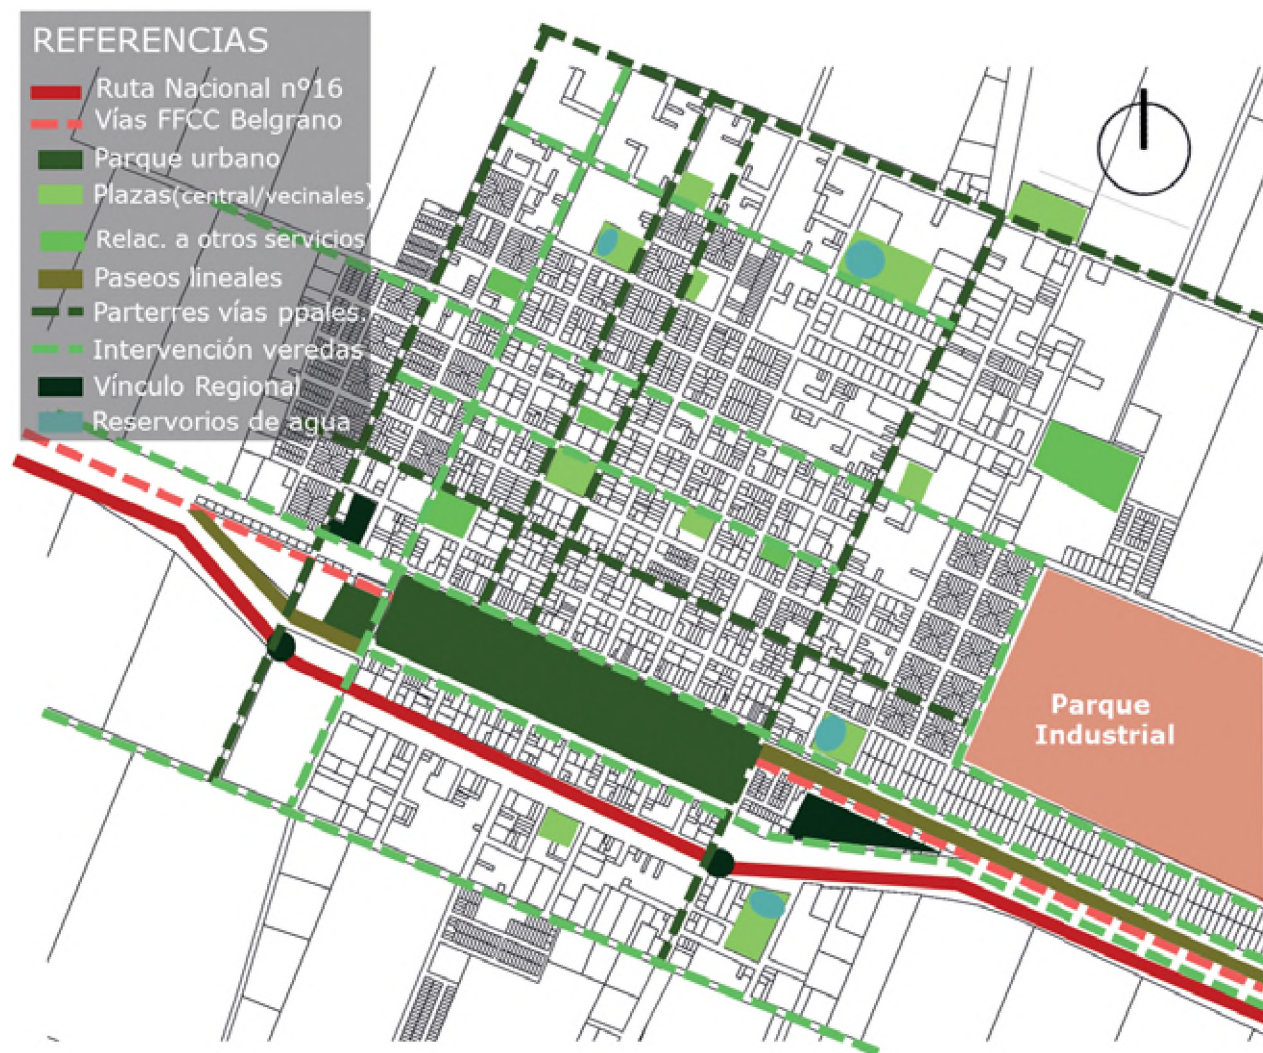 REFERENCIAS
Ruta Nacional nº16
Vías FFCC Belgrano
Parque urbano
Plazas(central/vecinales)
Relac. a otros servicios
Paseos lineales
Parterres vías ppales.
Intervención veredas
Vínculo Regional
Reservorios de agua
Parque
Industrial